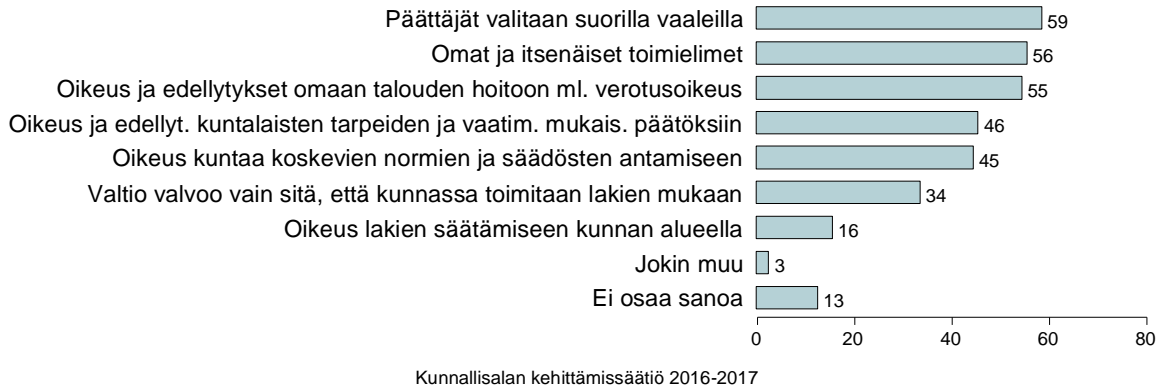 Päättäjät valitaan suorilla vaaleilla 59
Omat ja itsenäiset toimielimet 56
Oikeus ja edellytykset omaan talouden hoitoon ml. verotusoikeus 55
Oikeus ja edellyt. kuntalaisten tarpeiden ja vaatim. mukais. päätöksiin 46
Oikeus kuntaa koskevien normien ja säädösten antamiseen 45
Valtio valvoo vain sitä, että kunnassa toimitaan lakien mukaan 34
Oikeus lakien säätämiseen kunnan alueella 16
Jokin muu 3
Ei osaa sanoa 13
0 20 40 60 80
Kunnallisalan kehittämissäätiö 2016-2017